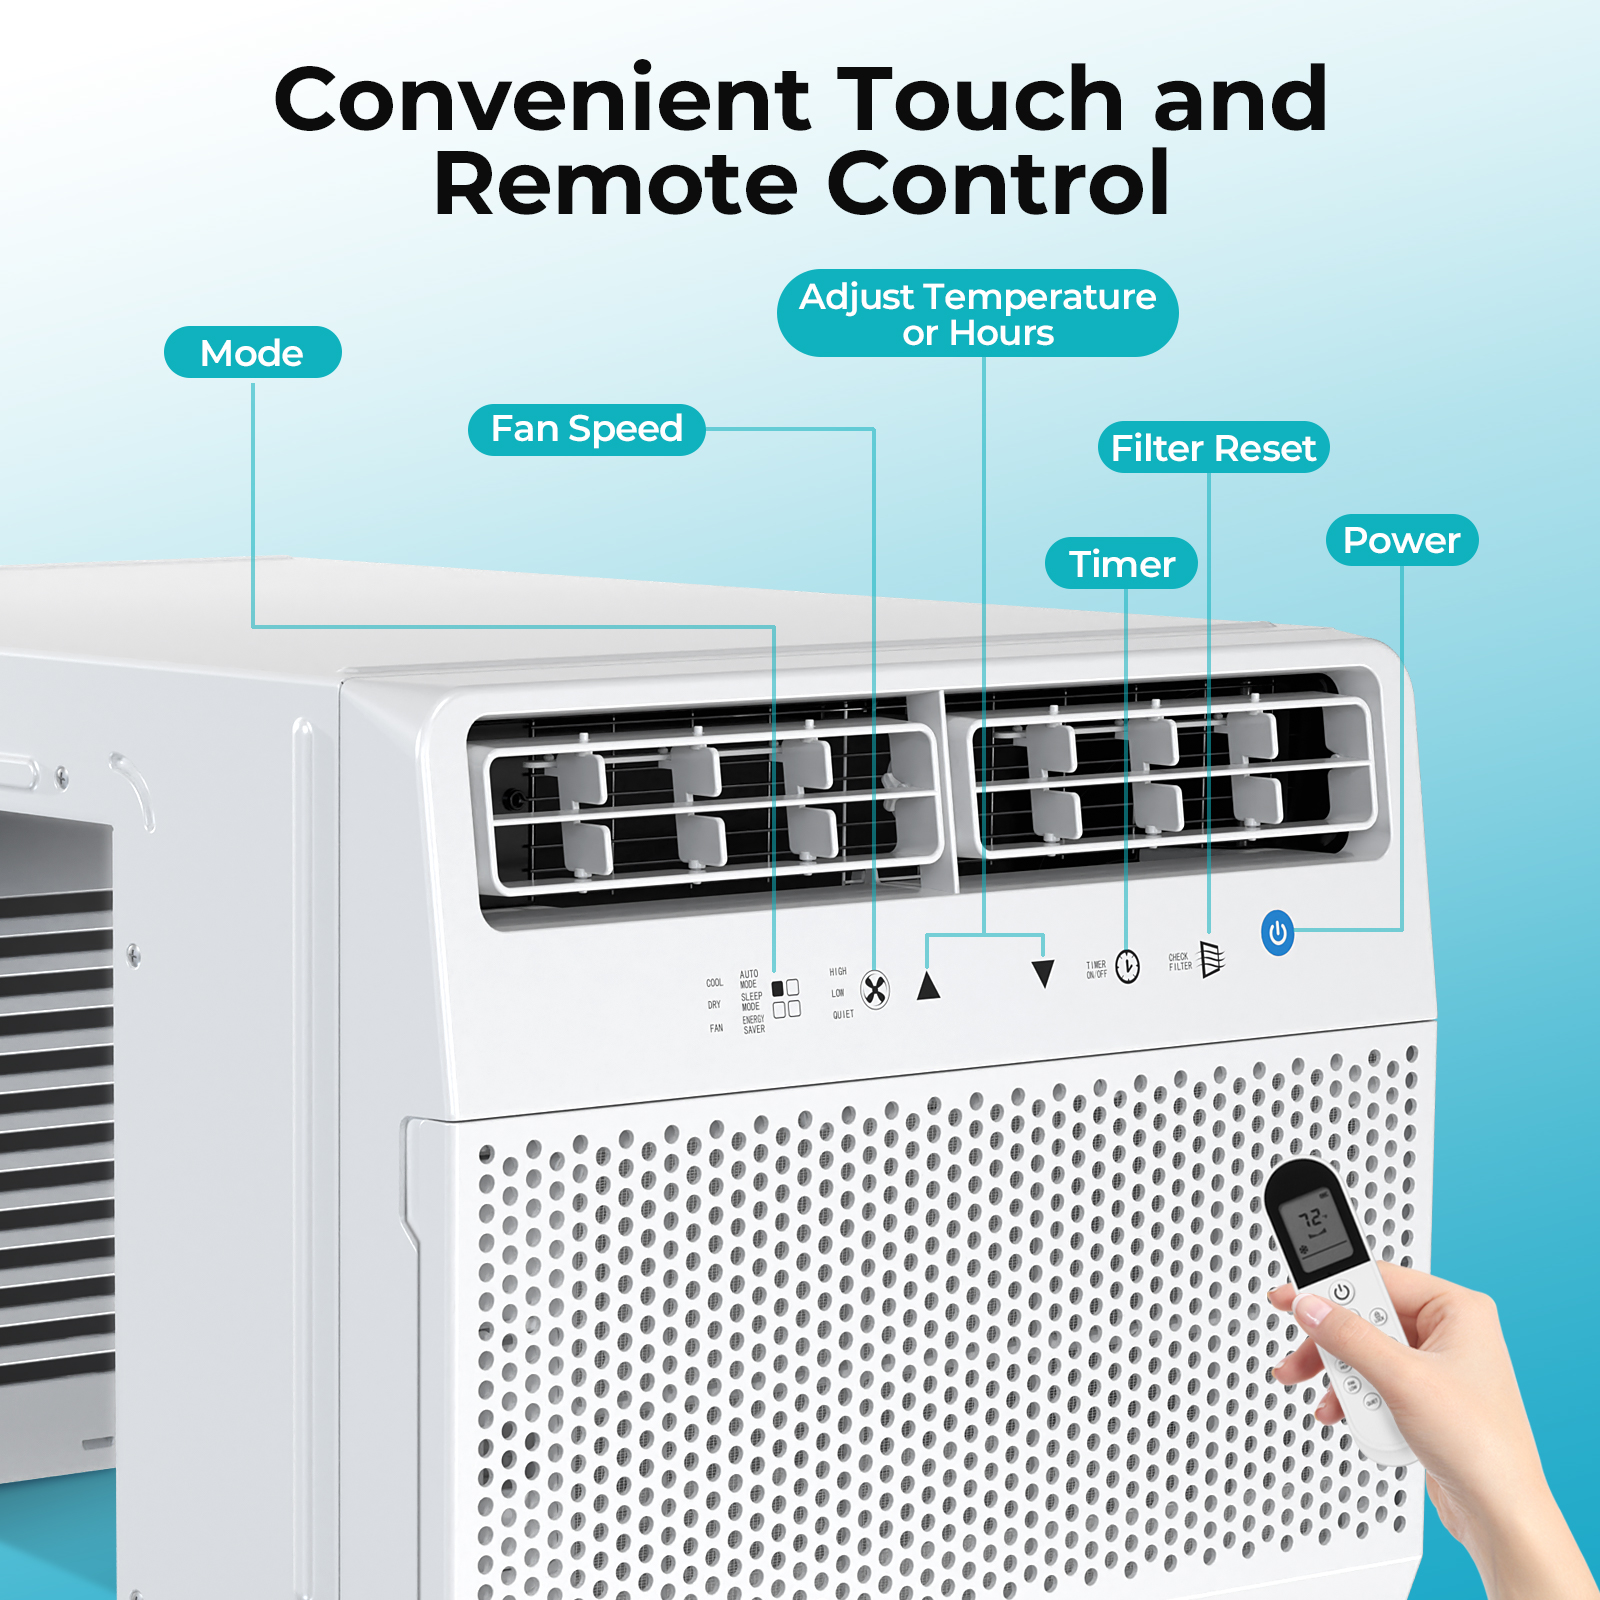 Convenient Touch and
Remote Control
Adjust Temperature
or Hours
Mode
Fan Speed
Filter Reset
Power
Timer
COOL
DRY
FAN
AUTO
MODE
SLEEP
MODE
ENERGY
SAVER
HIGH
LOW
QUIET
TIMER
ON/OFF
CHECK
FILTER
72